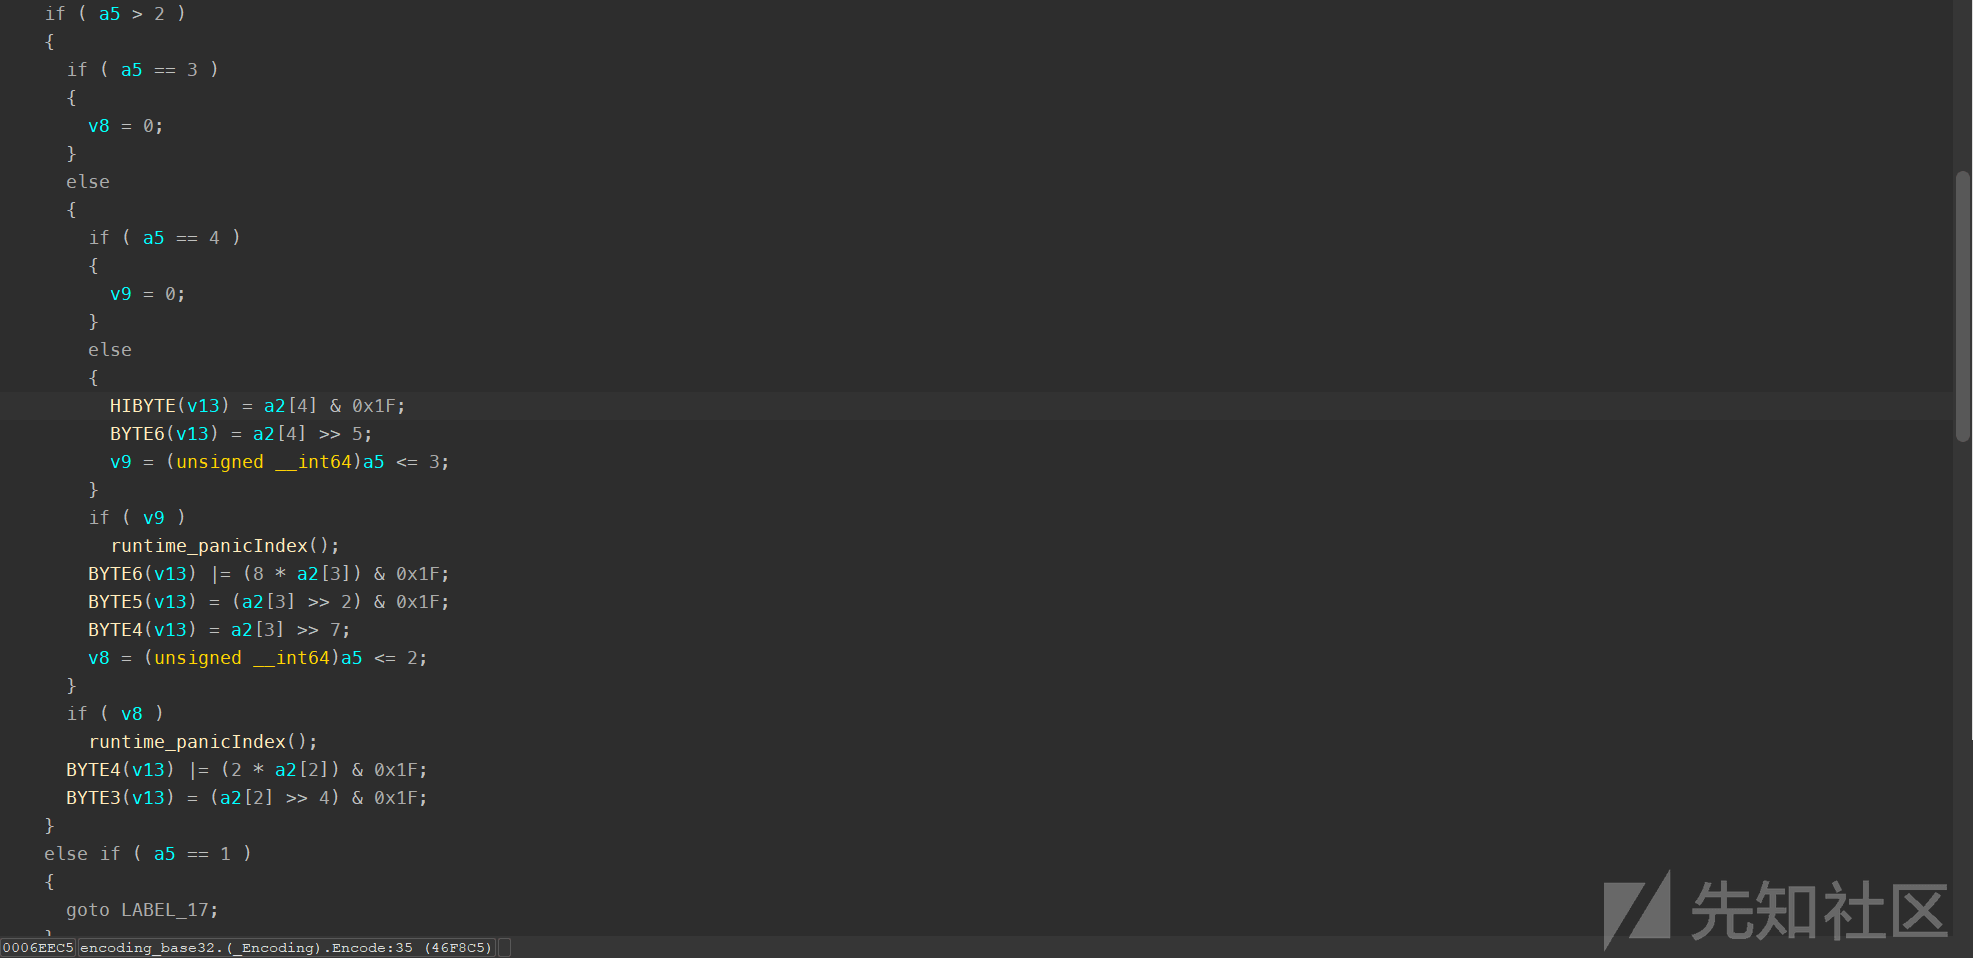 if ( a5 > 2 )
{
if ( a5 == 3 )
{
v8 = 0;
}
else
{
if ( a5 == 4 )
{
v9 = 0;
}
else
{
HIBYTE(v13) = a2[4] & 0x1F;
BYTE6(v13) = a2[4] >> 5;
v9 = (unsigned __int64)a5 <= 3;
}
if ( v9 )
runtime_panicIndex();
BYTE6(v13) |= (8 * a2[3]) & 0x1F;
BYTE5(v13) = (a2[3] >> 2) & 0x1F;
BYTE4(v13) = a2[3] >> 7;
v8 = (unsigned __int64)a5 <= 2;
}
if ( v8 )
runtime_panicIndex();
BYTE4(v13) |= (2 * a2[2]) & 0x1F;
BYTE3(v13) = (a2[2] >> 4) & 0x1F;
}
else if ( a5 == 1 )
{
goto LABEL_17;
}
0006EEC5 encoding_base32.(_Encoding).Encode:35 (46F8C5)
先知社区